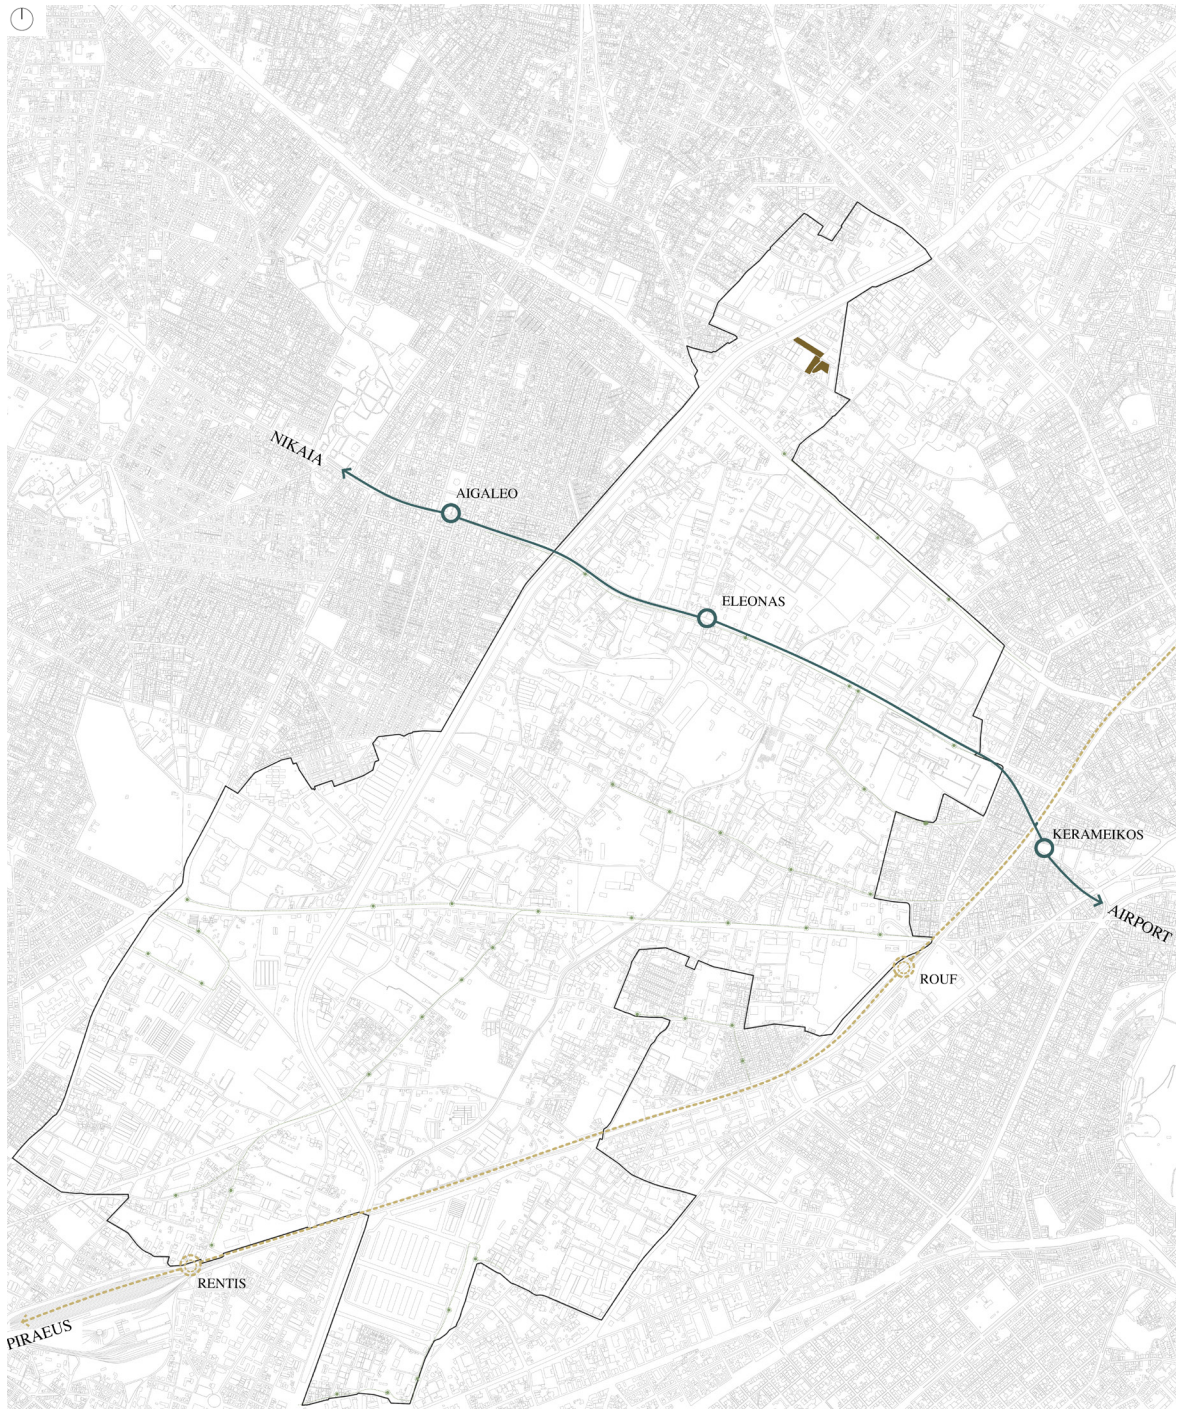 NIKAIA
AIGALEO
ELEONAS
KERAMEIKOS
AIRPORT
ROUF
RENTIS
PIRAEUS